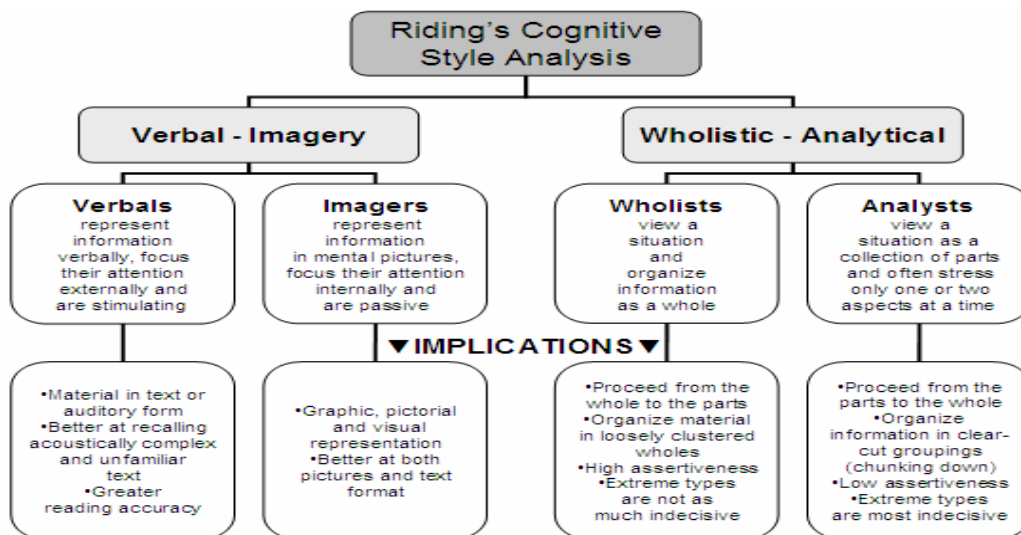 Riding's Cognitive
Style Analysis
Verbal - Imagery
Wholistic - Analytical
Verbals
represent
information
verbally, focus
their attention
externally and
are stimulating
Imagers
represent
information
in mental pictures,
focus their attention
internally and
are passive
Wholists
view a
situation
and
organize
information
as a whole
Analysts
view a
situation as a
collection of parts
and often stress
only one or two
aspects at a time
▼IMPLICATIONS▼
•Material in text or
auditory form
•Better at recalling
acoustically complex
and unfamiliar
text
•Greater
reading accuracy
•Graphic, pictorial
and visual
representation
•Better at both
pictures and text
format
•Proceed from the
whole to the parts
•Organize material
in loosely clustered
wholes
•High assertiveness
•Extreme types
are not as
much indecisive
•Proceed from the
parts to the whole
•Organize
information in clear-
cut groupings
(chunking down)
•Low assertiveness
•Extreme types
are most indecisive